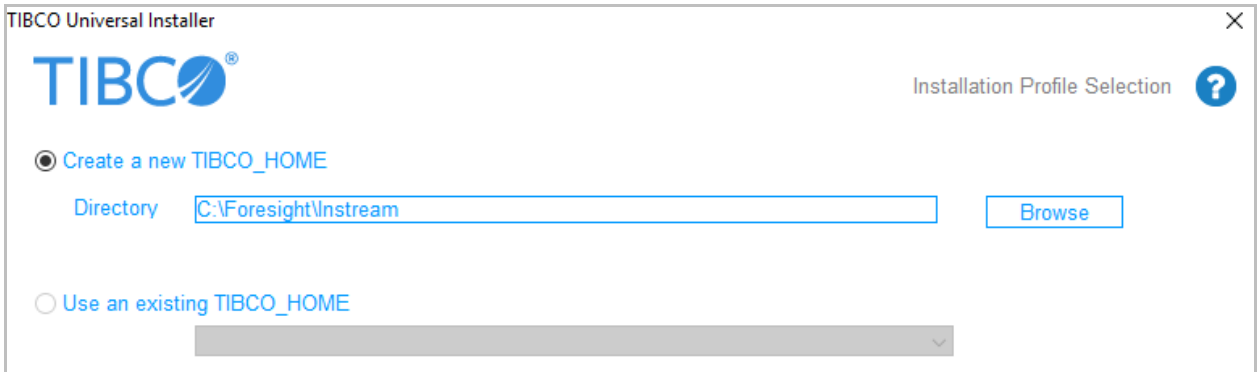 TIBCO Universal Installer
TIBCO®
Installation Profile Selection
?
Create a new TIBCO_HOME
Directory C:\Foresight\Instream Browse
Use an existing TIBCO_HOME